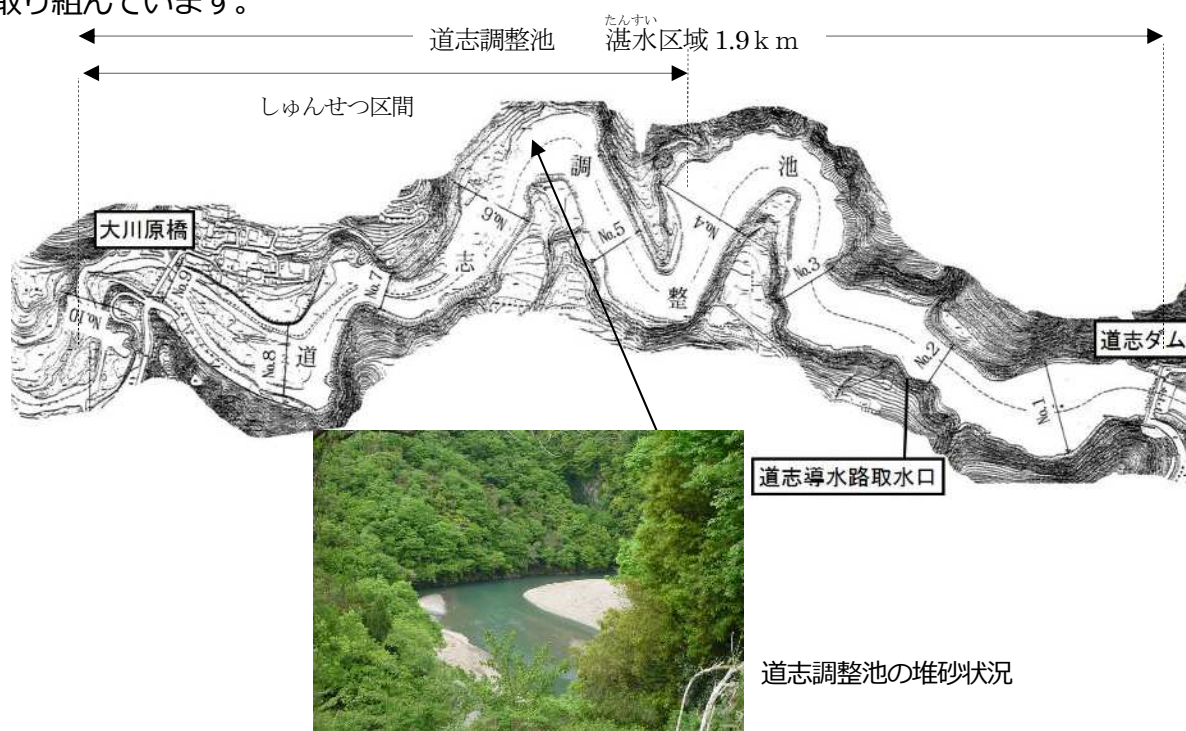 取り組んでいます。
たんすい
道志調整池 湛水区域 1.9 k m
しゅんせつ区間
調
池
大川原橋
No.6
No.5
No.4
No.9
No.7
志
No.3
整
No.10
No.8
道
No.2
道志ダム
No.1
道志導水路取水口
道志調整池の堆砂状況